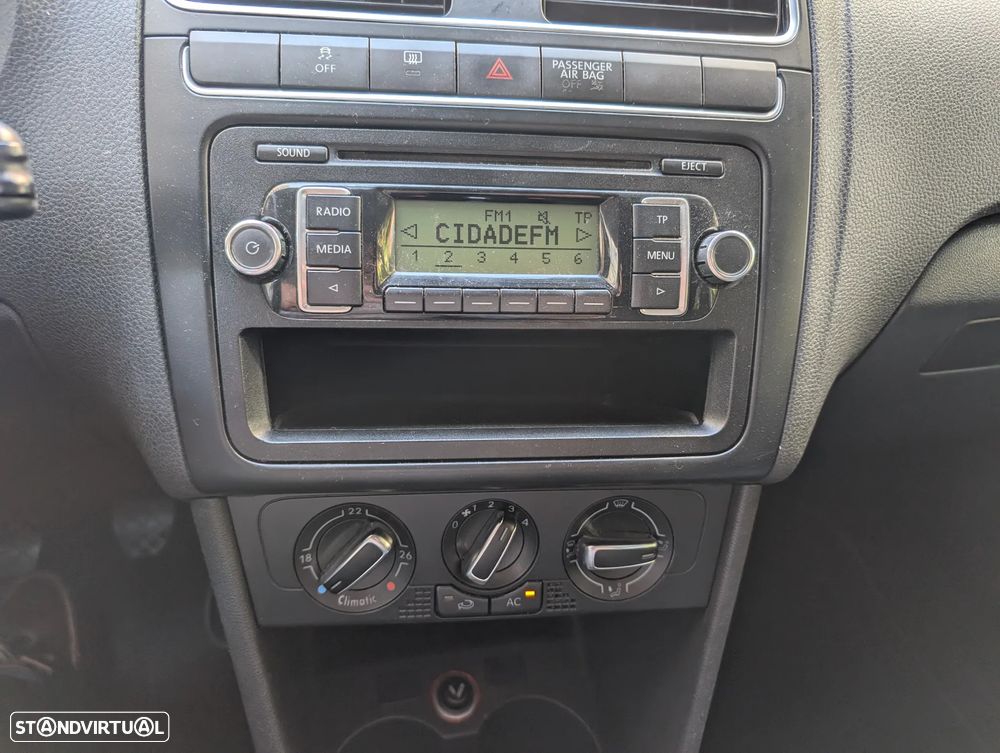 OFF
PASSENGER
AIR BAG
OFF
SOUND
EJECT
RADIO
MEDIA
FM1 TP
CIDADEFM
1 2 3 4 5 6
TP
MENU
18 22 26
Climatic
0 1 2 3 4
AC
STANDVIRTUAL